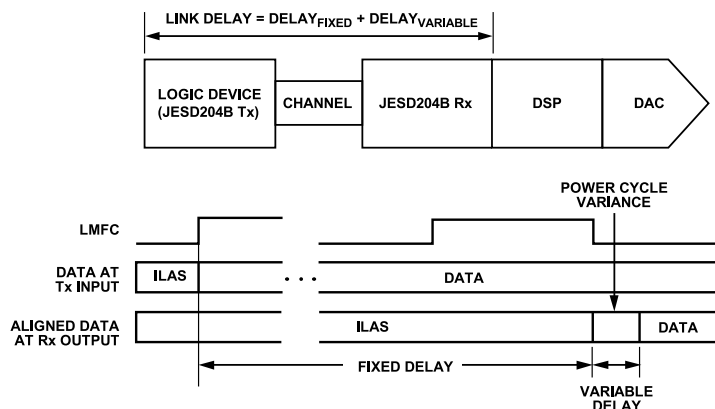 LINK DELAY = DELAYFIXED + DELAYVARIABLE
LOGIC DEVICE
(JESD204B Tx)
CHANNEL
JESD204B Rx
DSP
DAC
POWER CYCLE
VARIANCE
LMFC
DATA AT
Tx INPUT
ILAS
...
DATA
ALIGNED DATA
AT Rx OUTPUT
ILAS
DATA
FIXED DELAY
VARIABLE
DELAY